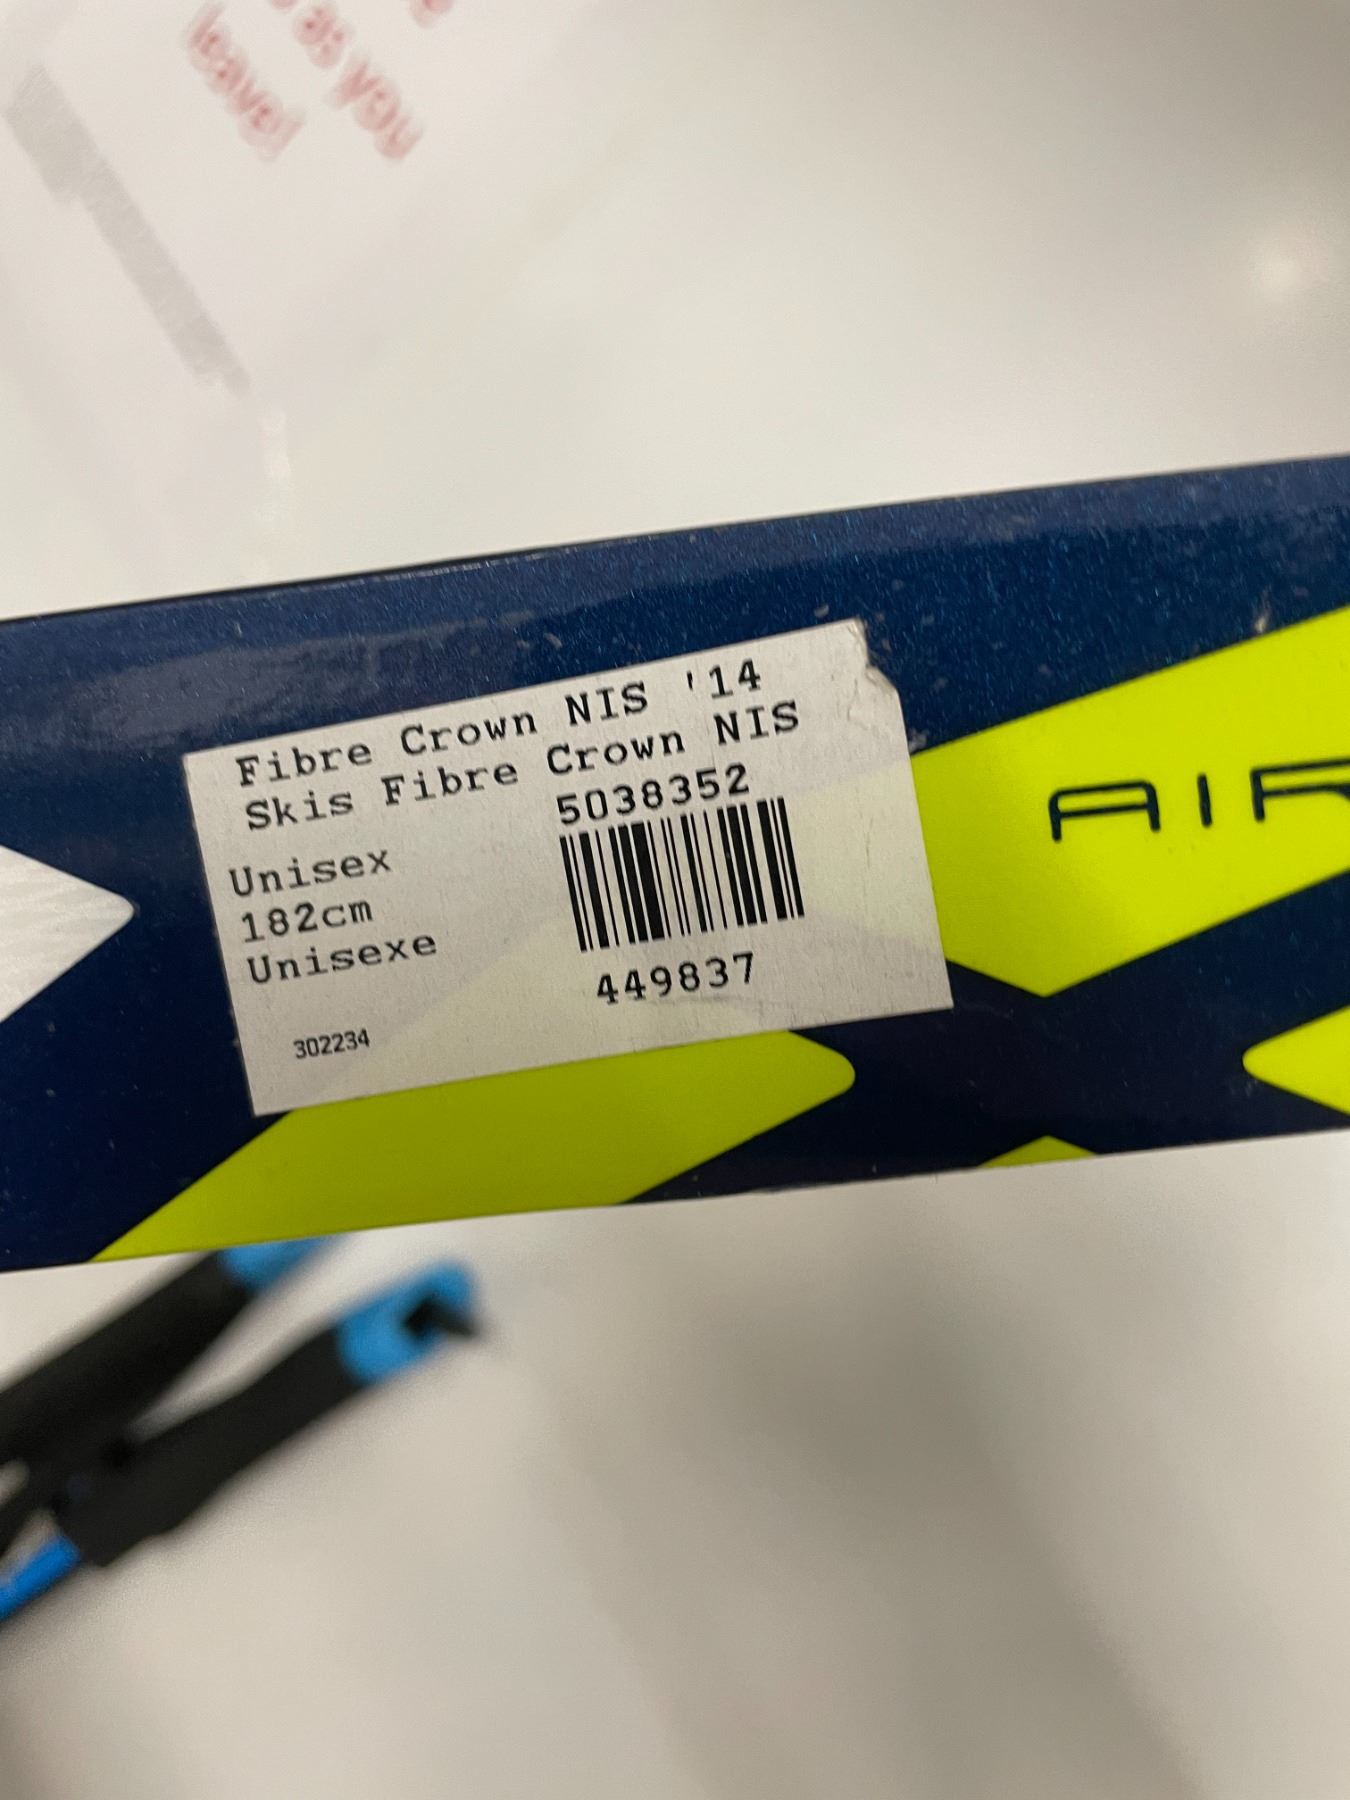 as you
leave!
Fibre Crown NIS '14
Skis Fibre Crown NIS
5038352
Unisex
182cm
Unisexe
449837
302234
AIR